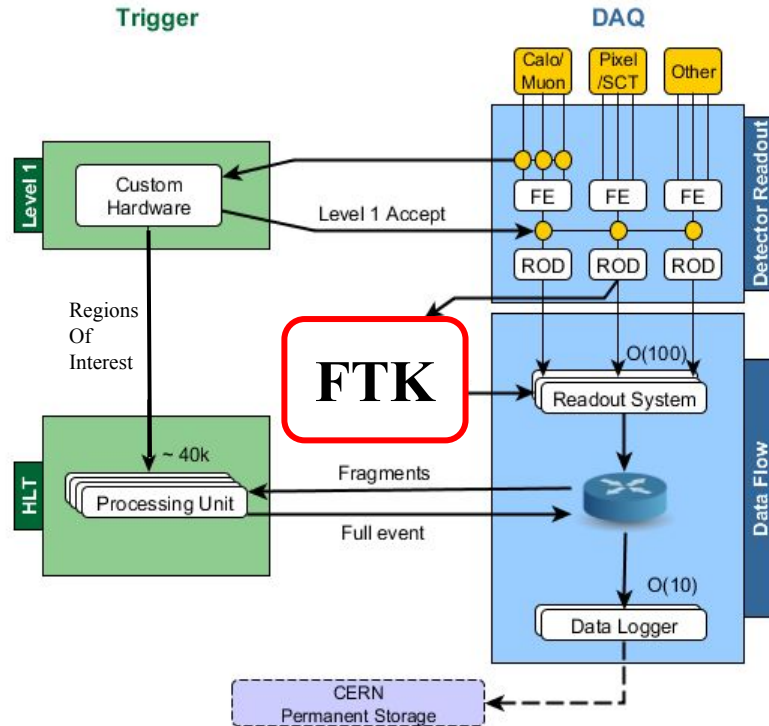 Trigger
DAQ
Calo/
Muon
Pixel
/SCT
Other
Level 1
Custom
Hardware
Level 1 Accept
FE
FE
FE
ROD
ROD
ROD
Detector Readout
Regions
Of
Interest
FTK
O(100)
Readout System
HLT
~ 40k
Processing Unit
Fragments
Full event
Data Flow
O(10)
Data Logger
CERN
Permanent Storage